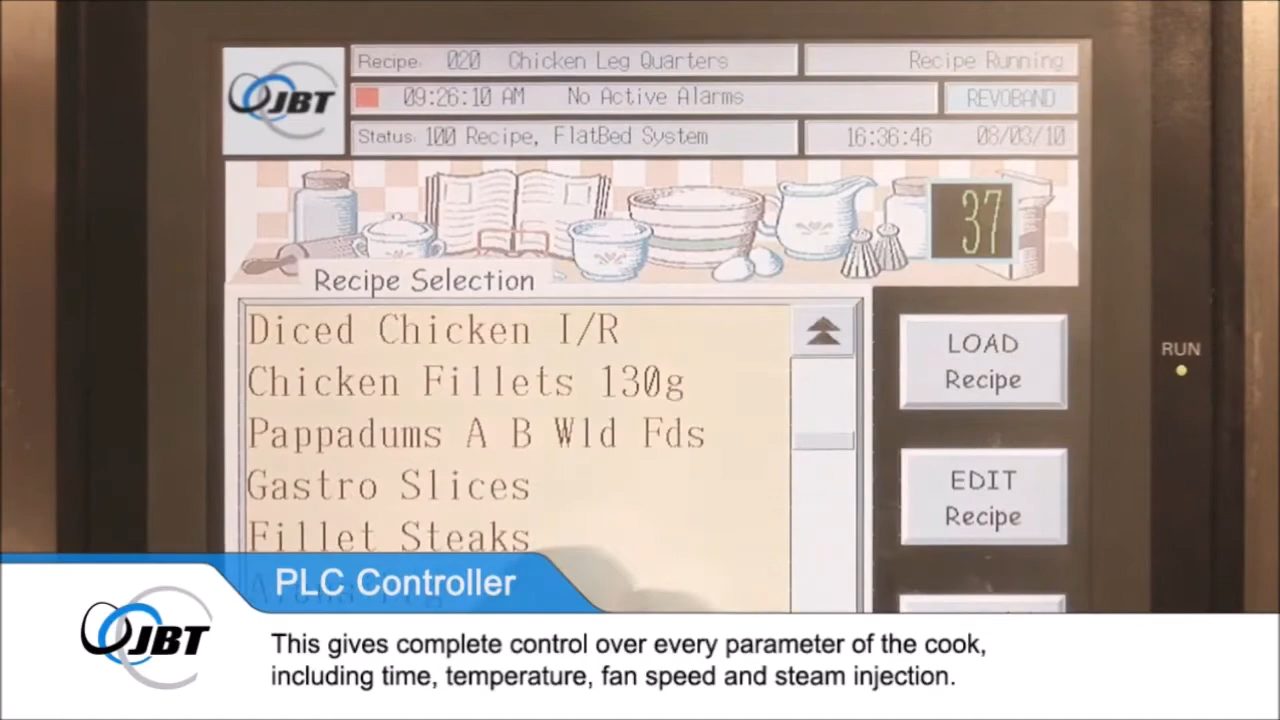 JBT
Recipe: 020 Chicken Leg Quarters
Recipe Running
09:26:10 AM No Active Alarms
REVOBAND
Status: 100 Recipe, FlatBed System
16:36:46 08/03/10
37
Recipe Selection
Diced Chicken I/R
Chicken Fillets 130g
Pappadums A B Wld Fds
Gastro Slices
Fillet Steaks
LOAD
Recipe
EDIT
Recipe
RUN
PLC Controller
JBT
This gives complete control over every parameter of the cook,
including time, temperature, fan speed and steam injection.